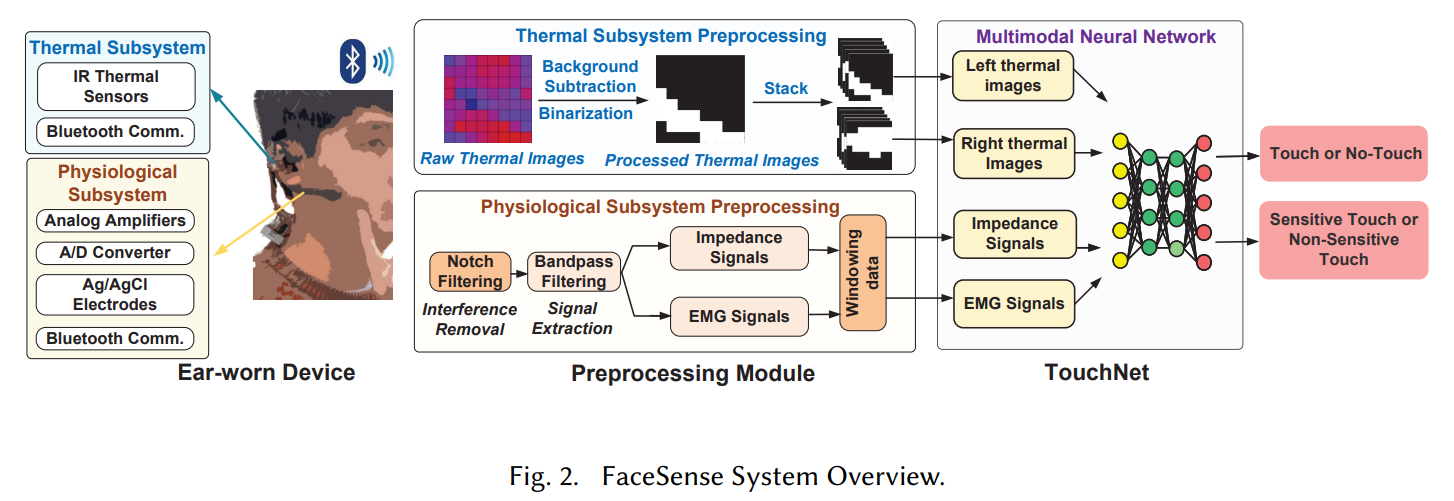 Thermal Subsystem
IR Thermal
Sensors
Bluetooth Comm.
Physiological
Subsystem
Analog Amplifiers
A/D Converter
Ag/AgCl
Electrodes
Bluetooth Comm.
Ear-worn Device
Thermal Subsystem Preprocessing
Background
Subtraction
Binarization
Stack
Raw Thermal Images
Processed Thermal Images
Physiological Subsystem Preprocessing
Notch
Filtering
Interference
Removal
Bandpass
Filtering
Signal
Extraction
Impedance
Signals
EMG Signals
Windowing
data
Preprocessing Module
Multimodal Neural Network
Left thermal
images
Right thermal
Images
Impedance
Signals
EMG Signals
TouchNet
Touch or No-Touch
Sensitive Touch or
Non-Sensitive
Touch
Fig. 2. FaceSense System Overview.